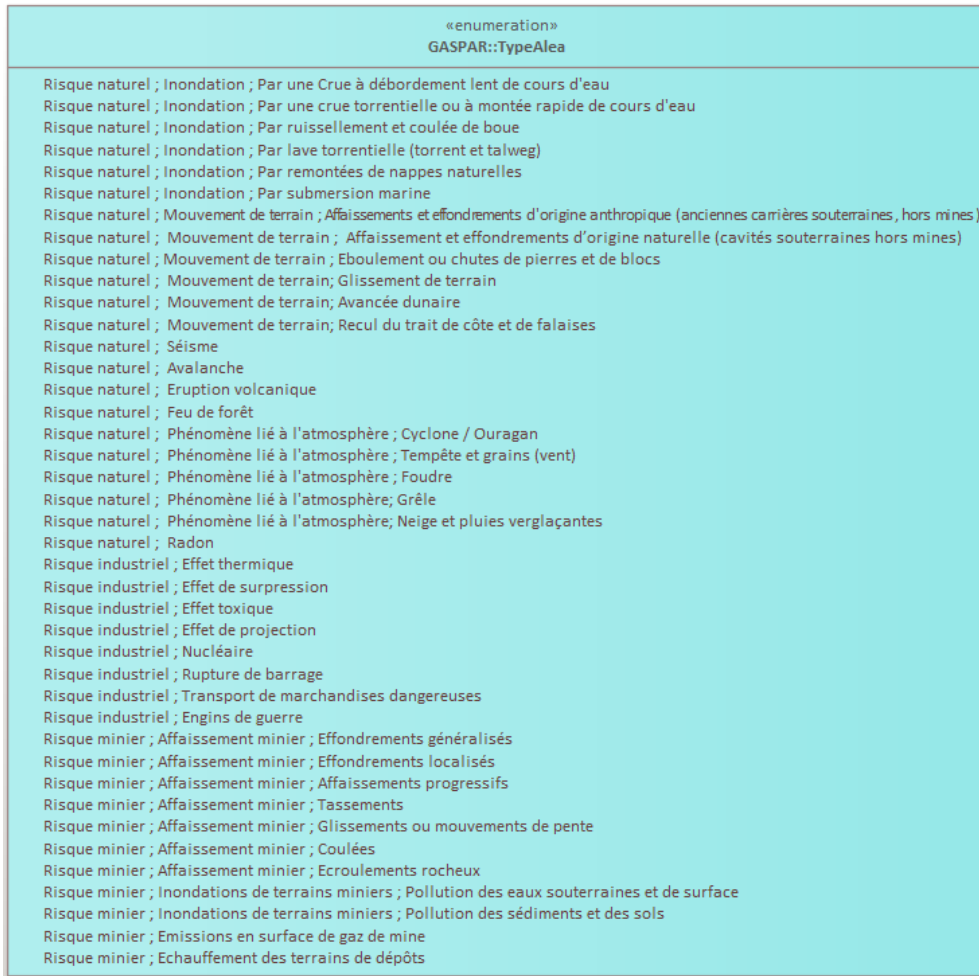 «enumeration»
GASPAR::TypeAlea
Risque naturel ; Inondation ; Par une Crue à débordement lent de cours d'eau
Risque naturel ; Inondation ; Par une crue torrentielle ou à montée rapide de cours d'eau
Risque naturel ; Inondation ; Par ruissellement et coulée de boue
Risque naturel ; Inondation ; Par lave torrentielle (torrent et talweg)
Risque naturel ; Inondation ; Par remontées de nappes naturelles
Risque naturel ; Inondation ; Par submersion marine
Risque naturel ; Mouvement de terrain ; Affaissements et effondrements d'origine anthropique (anciennes carrières souterraines, hors mines)
Risque naturel ; Mouvement de terrain ; Affaissement et effondrements d’origine naturelle (cavités souterraines hors mines)
Risque naturel ; Mouvement de terrain ; Eboulement ou chutes de pierres et de blocs
Risque naturel ; Mouvement de terrain; Glissement de terrain
Risque naturel ; Mouvement de terrain; Avancée dunaire
Risque naturel ; Mouvement de terrain; Recul du trait de côte et de falaises
Risque naturel ; Séisme
Risque naturel ; Avalanche
Risque naturel ; Eruption volcanique
Risque naturel ; Feu de forêt
Risque naturel ; Phénomène lié à l'atmosphère ; Cyclone / Ouragan
Risque naturel ; Phénomène lié à l'atmosphère ; Tempête et grains (vent)
Risque naturel ; Phénomène lié à l'atmosphère ; Foudre
Risque naturel ; Phénomène lié à l'atmosphère; Grêle
Risque naturel ; Phénomène lié à l'atmosphère; Neige et pluies verglaçantes
Risque naturel ; Radon
Risque industriel ; Effet thermique
Risque industriel ; Effet de surpression
Risque industriel ; Effet toxique
Risque industriel ; Effet de projection
Risque industriel ; Nucléaire
Risque industriel ; Rupture de barrage
Risque industriel ; Transport de marchandises dangereuses
Risque industriel ; Engins de guerre
Risque minier ; Affaissement minier ; Effondrements généralisés
Risque minier ; Affaissement minier ; Effondrements localisés
Risque minier ; Affaissement minier ; Affaissements progressifs
Risque minier ; Affaissement minier ; Tassements
Risque minier ; Affaissement minier ; Glissements ou mouvements de pente
Risque minier ; Affaissement minier ; Coulées
Risque minier ; Affaissement minier ; Ecroulements rocheux
Risque minier ; Inondations de terrains miniers ; Pollution des eaux souterraines et de surface
Risque minier ; Inondations de terrains miniers ; Pollution des sédiments et des sols
Risque minier ; Emissions en surface de gaz de mine
Risque minier ; Echauffement des terrains de dépôts